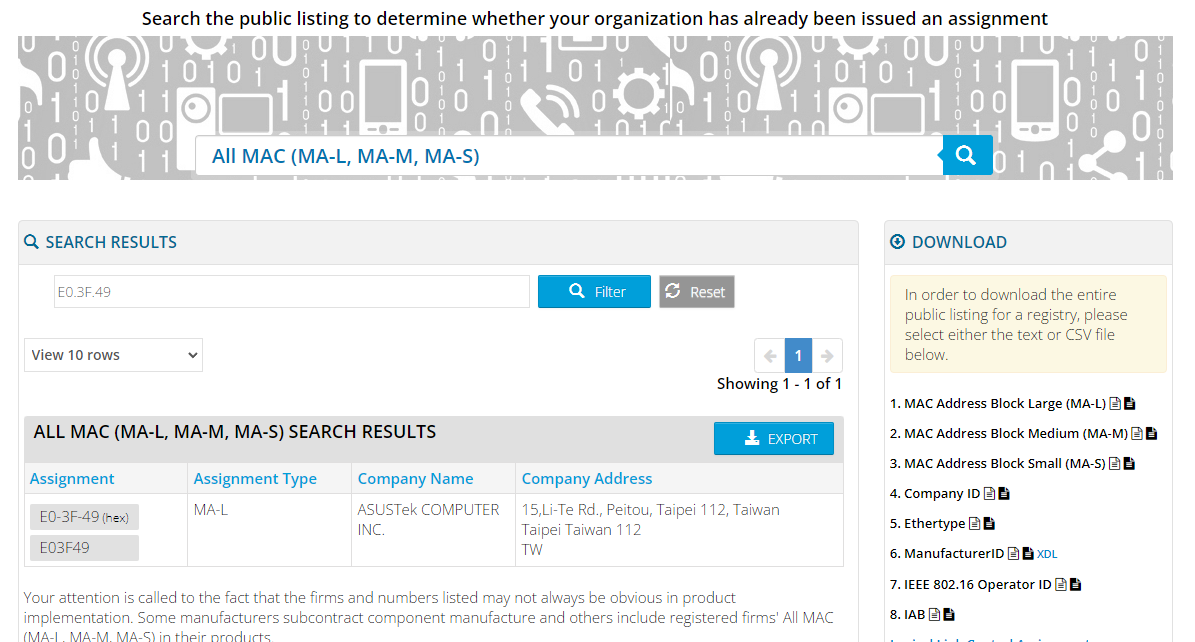 Search the public listing to determine whether your organization has already been issued an assignment
All MAC (MA-L, MA-M, MA-S)
SEARCH RESULTS
E0.3F.49
Filter
Reset
View 10 rows
1
Showing 1 - 1 of 1
ALL MAC (MA-L, MA-M, MA-S) SEARCH RESULTS
EXPORT
Assignment Assignment Type Company Name Company Address
E0-3F-49 (hex)
E03F49
MA-L
ASUSTek COMPUTER
INC.
15,Li-Te Rd., Peitou, Taipei 112, Taiwan
Taipei Taiwan 112
TW
Your attention is called to the fact that the firms and numbers listed may not always be obvious in product
implementation. Some manufacturers subcontract component manufacture and others include registered firms' All MAC
(MA-L, MA-M, MA-S) in their products.
DOWNLOAD
In order to download the entire
public listing for a registry, please
select either the text or CSV file
below.
1. MAC Address Block Large (MA-L)
2. MAC Address Block Medium (MA-M)
3. MAC Address Block Small (MA-S)
4. Company ID
5. Ethertype
6. ManufacturerID XDL
7. IEEE 802.16 Operator ID
8. IAB